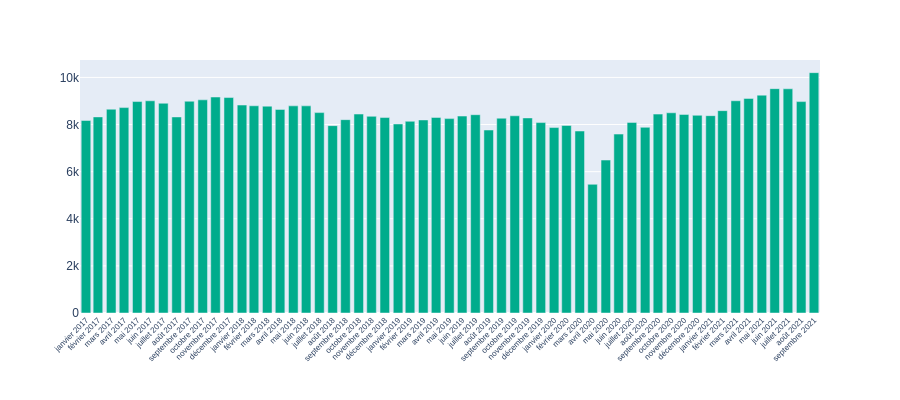 10k
8k
6k
4k
2k
0
janvier 2017
février 2017
mars 2017
avril 2017
mai 2017
juin 2017
juillet 2017
août 2017
septembre 2017
octobre 2017
novembre 2017
décembre 2017
janvier 2018
février 2018
mars 2018
avril 2018
mai 2018
juin 2018
juillet 2018
août 2018
septembre 2018
octobre 2018
novembre 2018
décembre 2018
janvier 2019
février 2019
mars 2019
avril 2019
mai 2019
juin 2019
juillet 2019
août 2019
septembre 2019
octobre 2019
novembre 2019
décembre 2019
janvier 2020
février 2020
mars 2020
avril 2020
mai 2020
juin 2020
juillet 2020
août 2020
septembre 2020
octobre 2020
novembre 2020
décembre 2020
janvier 2021
février 2021
mars 2021
avril 2021
mai 2021
juin 2021
juillet 2021
août 2021
septembre 2021